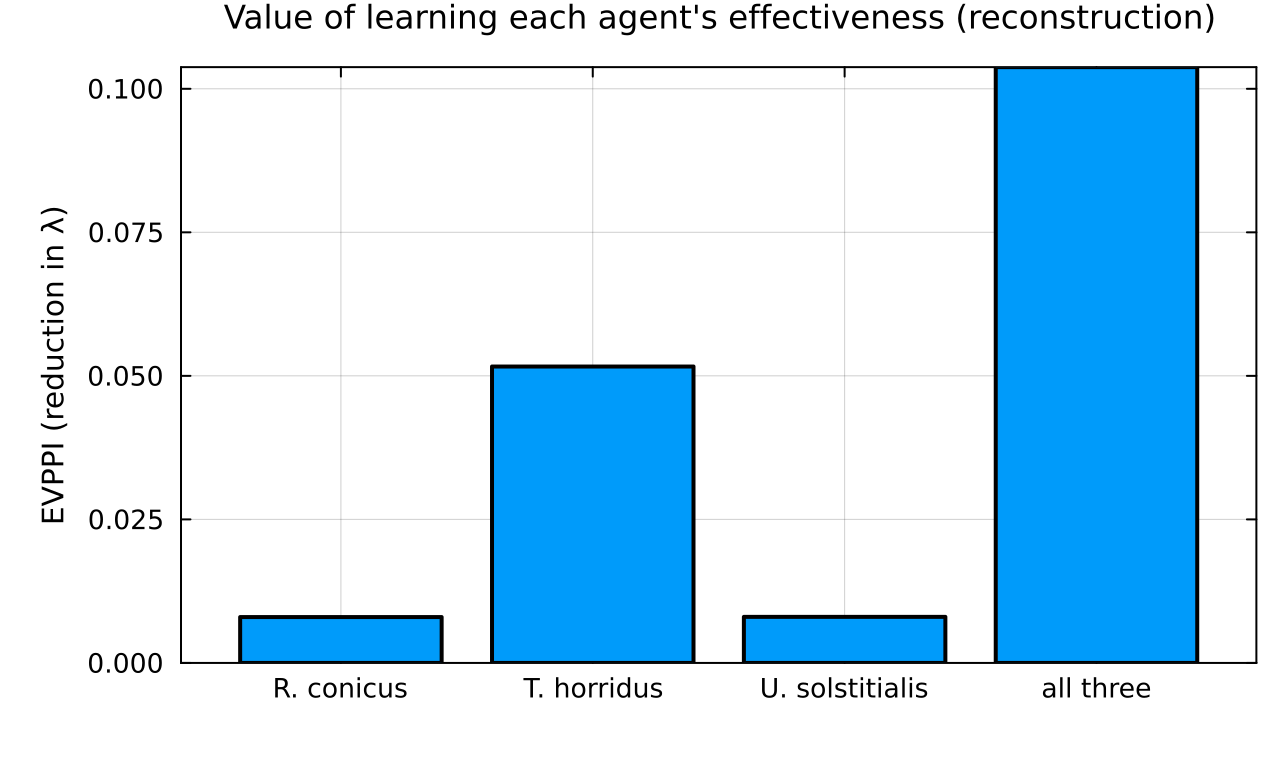 Value of learning each agent's effectiveness (reconstruction)
EVPPI (reduction in λ)
0.100
0.075
0.050
0.025
0.000
R. conicus
T. horridus
U. solstitialis
all three